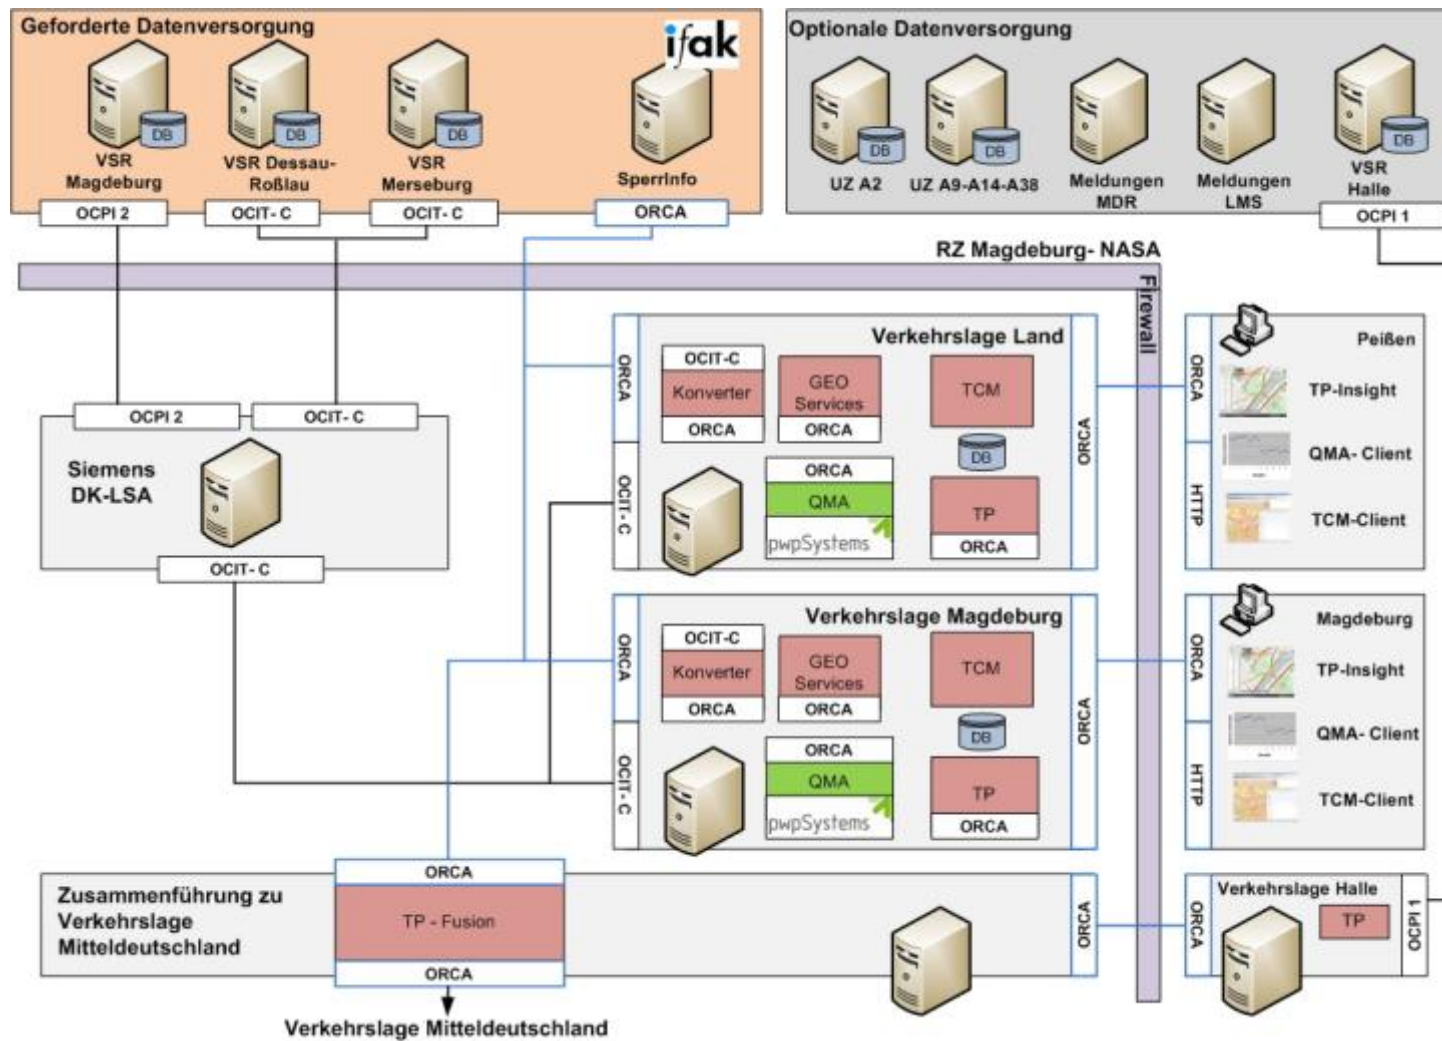 Geforderte Datenversorgung
ifak
DB
DB
DB
VSR
Magdeburg
VSR Dessau-
Roßlau
VSR
Merseburg
SperrInfo
OCPI 2
OCIT- C
OCIT- C
ORCA
Optionale Datenversorgung
DB
DB
DB
UZ A2
UZ A9-A14-A38
Meldungen
MDR
Meldungen
LMS
VSR
Halle
OCPI 1
RZ Magdeburg- NASA
Firewall
OCPI 2
OCIT- C
Siemens
DK-LSA
OCIT- C
ORCA
OCIT- C
Verkehrslage Land
OCIT-C
Konverter
ORCA
GEO
Services
ORCA
TCM
DB
ORCA
QMA
pwpSystems
TP
ORCA
ORCA
ORCA
HTTP
Peißen
TP-Insight
QMA- Client
TCM-Client
ORCA
OCIT- C
Verkehrslage Magdeburg
OCIT-C
Konverter
ORCA
GEO
Services
ORCA
TCM
DB
ORCA
QMA
pwpSystems
TP
ORCA
ORCA
ORCA
HTTP
Magdeburg
TP-Insight
QMA- Client
TCM-Client
Zusammenführung zu
Verkehrslage
Mitteldeutschland
ORCA
TP - Fusion
ORCA
ORCA
ORCA
Verkehrslage Halle
TP
OCPI 1
Verkehrslage Mitteldeutschland